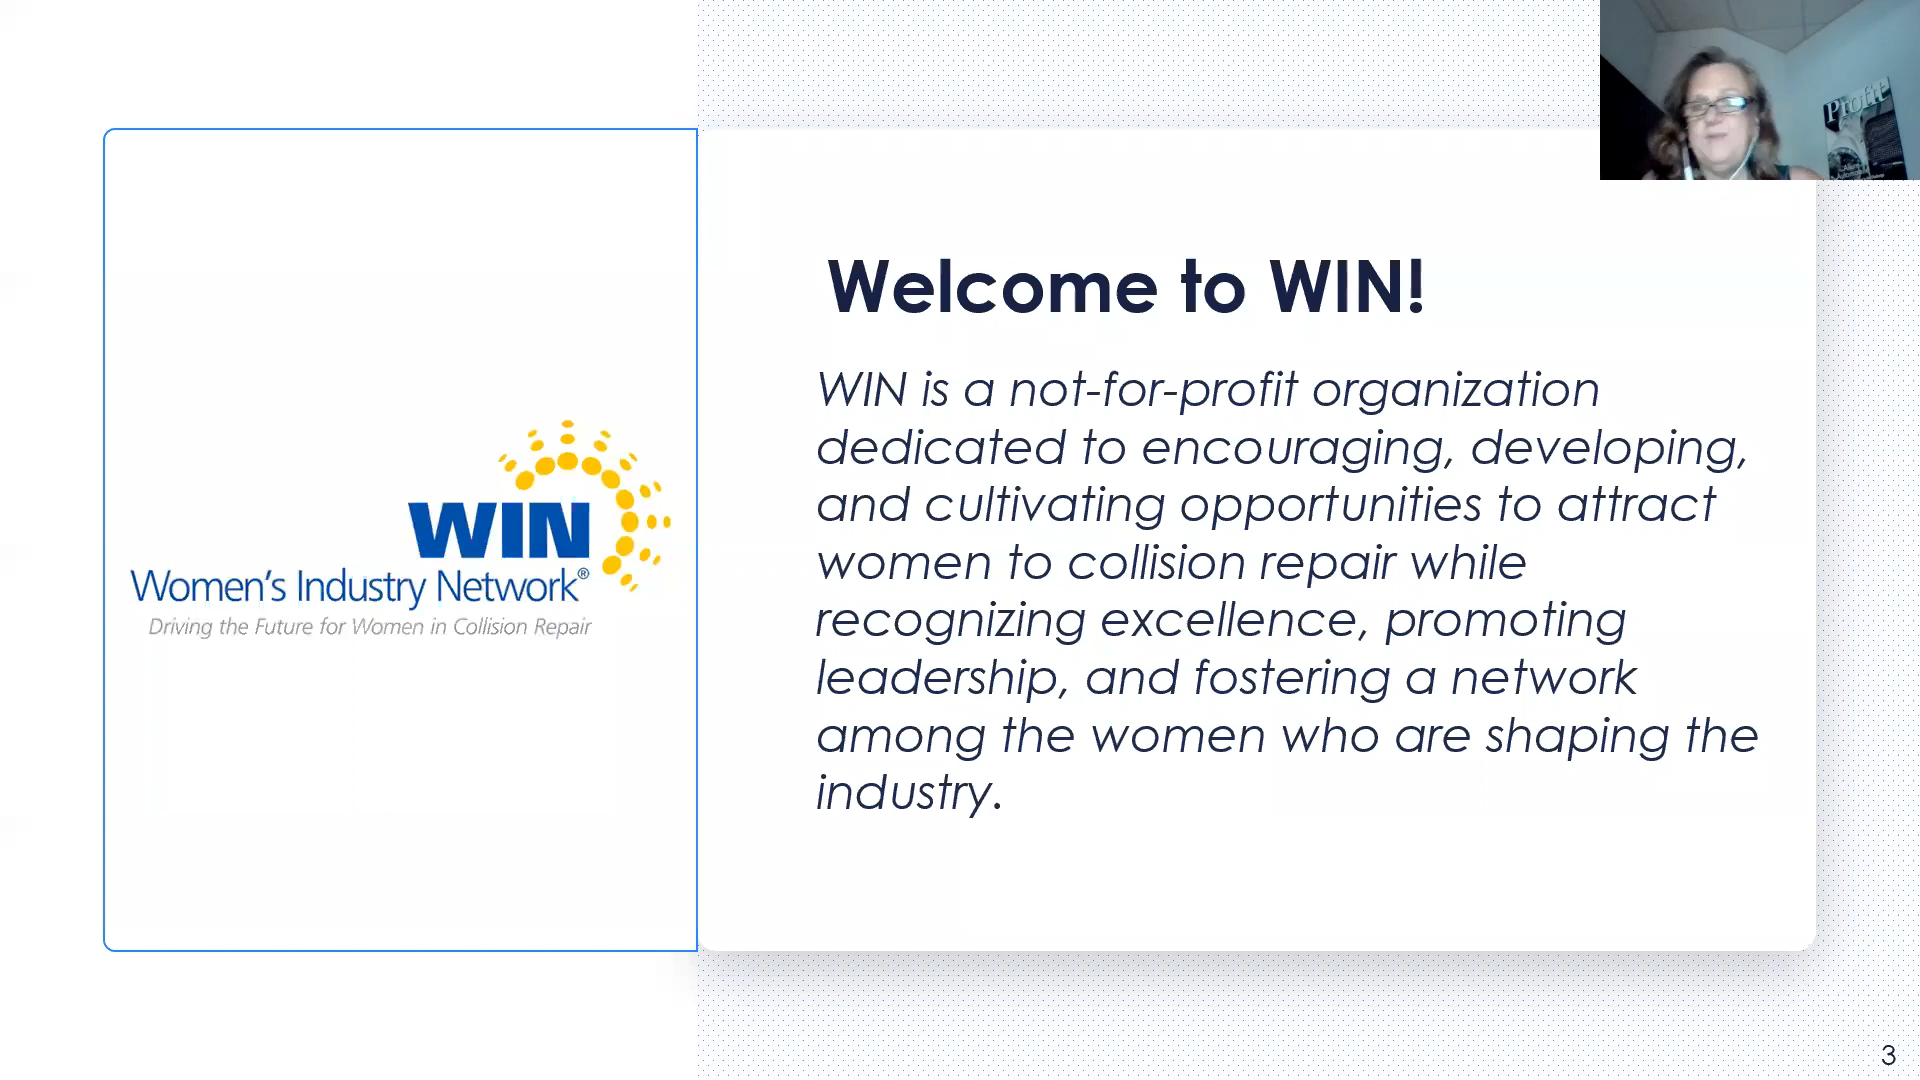 Profit
Welcome to WIN!
WIN is a not-for-profit organization
dedicated to encouraging, developing,
and cultivating opportunities to attract
women to collision repair while
recognizing excellence, promoting
leadership, and fostering a network
among the women who are shaping the
industry.
WIN
Women's Industry Network®
Driving the Future for Women in Collision Repair
3